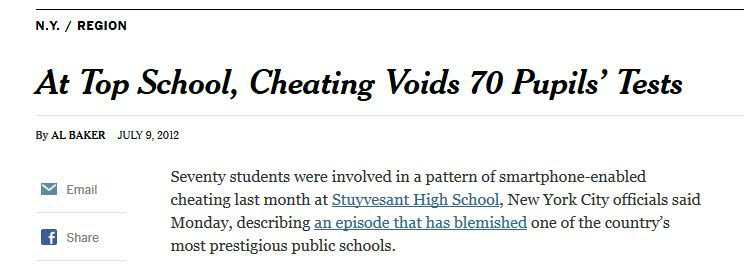 N.Y. / REGION
At Top School, Cheating Voids 70 Pupils’ Tests
By AL BAKER JULY 9, 2012
Email
Share
Seventy students were involved in a pattern of smartphone-enabled
cheating last month at Stuyvesant High School, New York City officials said
Monday, describing an episode that has blemished one of the country’s
most prestigious public schools.